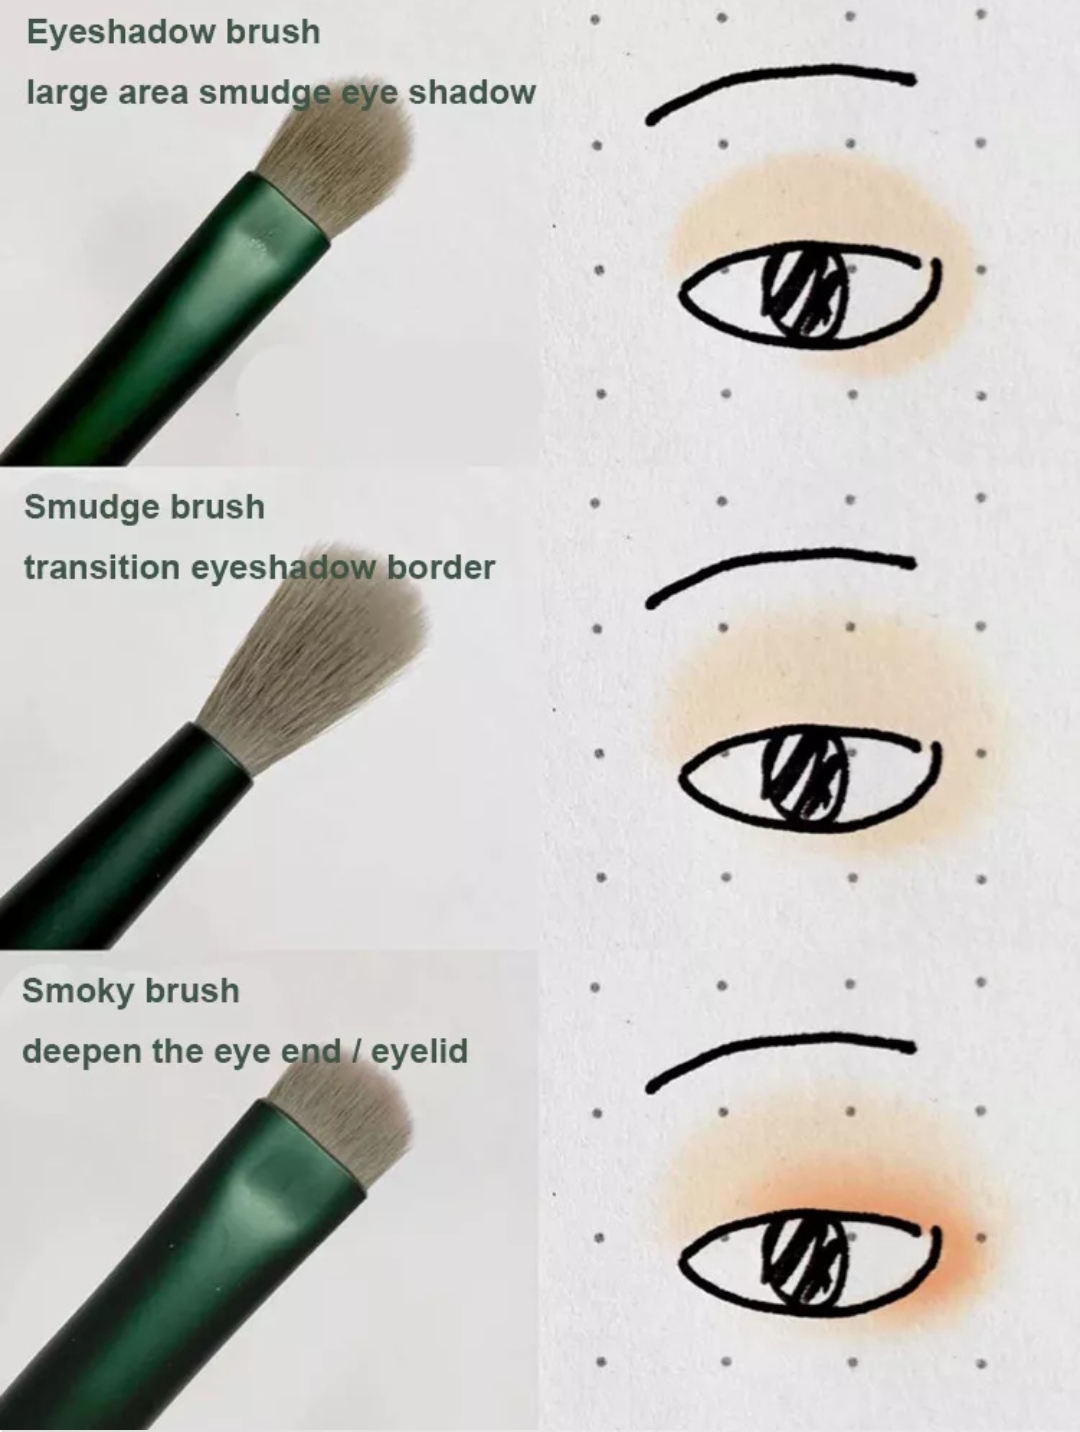 Eyeshadow brush
large area smudge eye shadow
Smudge brush
transition eyeshadow border
Smoky brush
deepen the eye end / eyelid